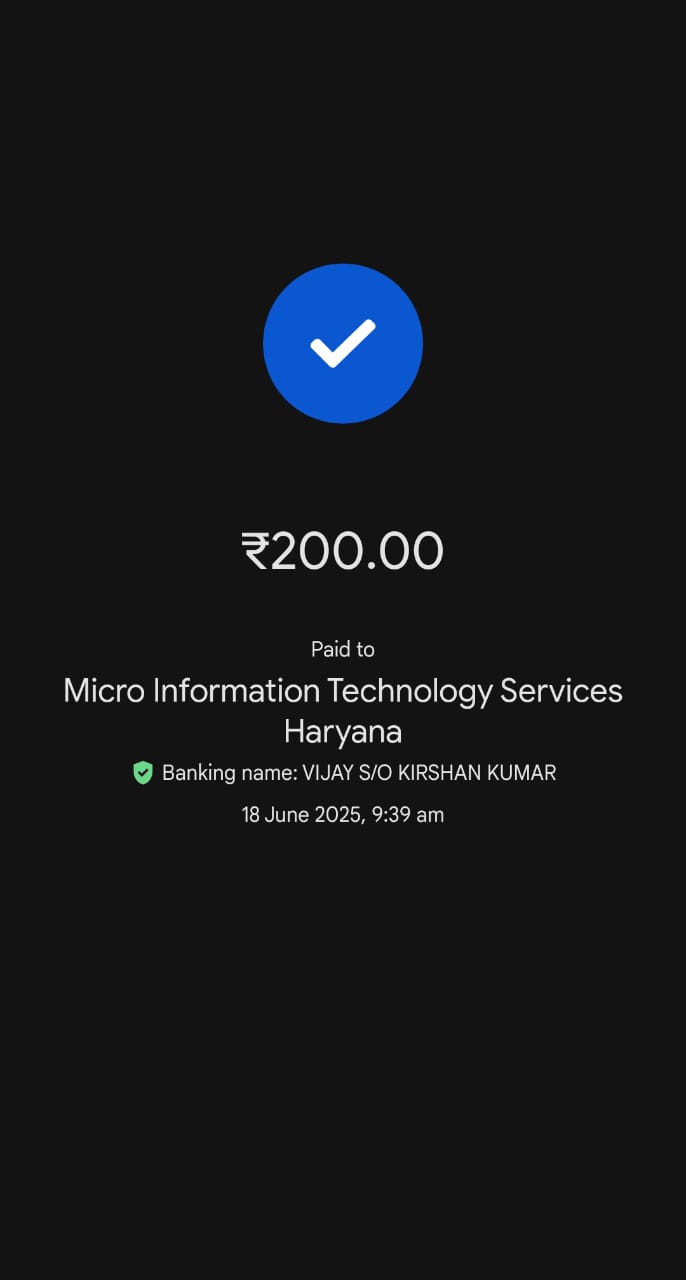 ₹200.00
Paid to
Micro Information Technology Services
Haryana
Banking name: VIJAY S/O KIRSHAN KUMAR
18 June 2025, 9:39 am